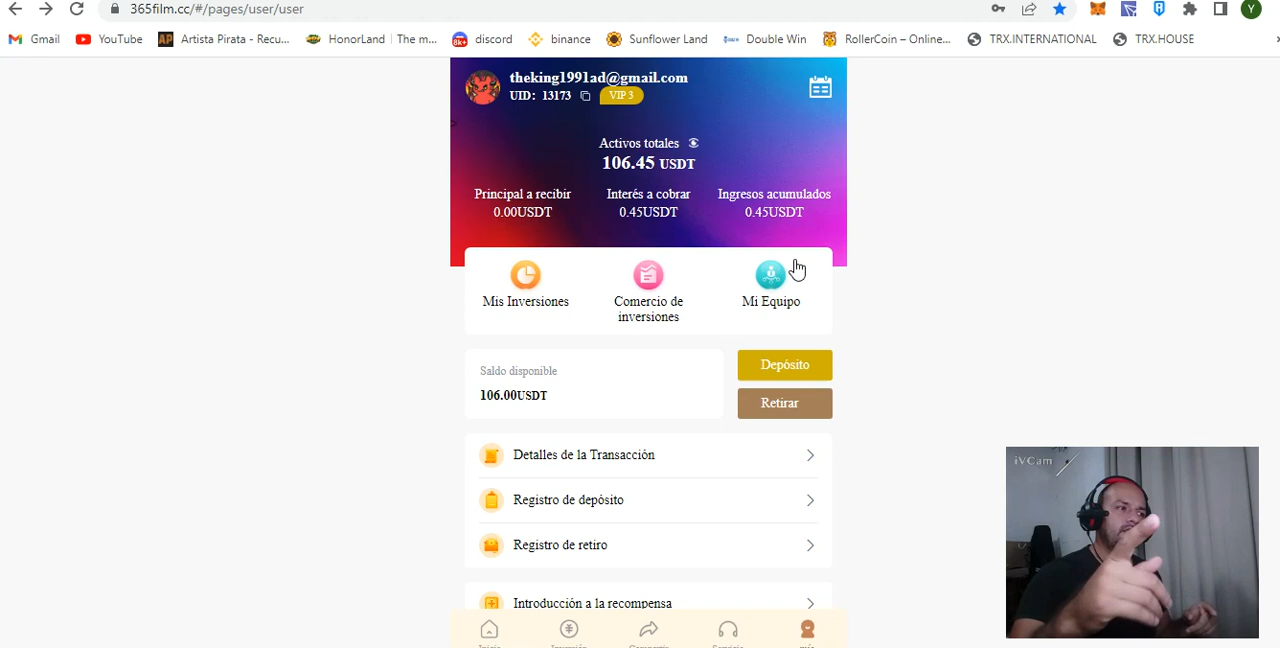 365film.cc/#/pages/user/user
Y
Gmail
YouTube
AP
Artista Pirata - Recu...
HonorLand | The m...
8K+
discord
binance
Sunflower Land
Double Win
RollerCoin – Online...
TRX.INTERNATIONAL
TRX.HOUSE
theking1991ad@gmail.com
UID: 13173
VIP 3
Activos totales
106.45 USDT
Principal a recibir
Interés a cobrar
Ingresos acumulados
0.00USDT
0.45USDT
0.45USDT
Mis Inversiones
Comercio de
inversiones
Mi Equipo
Saldo disponible
106.00USDT
Depósito
Retirar
Detalles de la Transacción
Registro de depósito
Registro de retiro
Introducción a la recompensa
iVCam